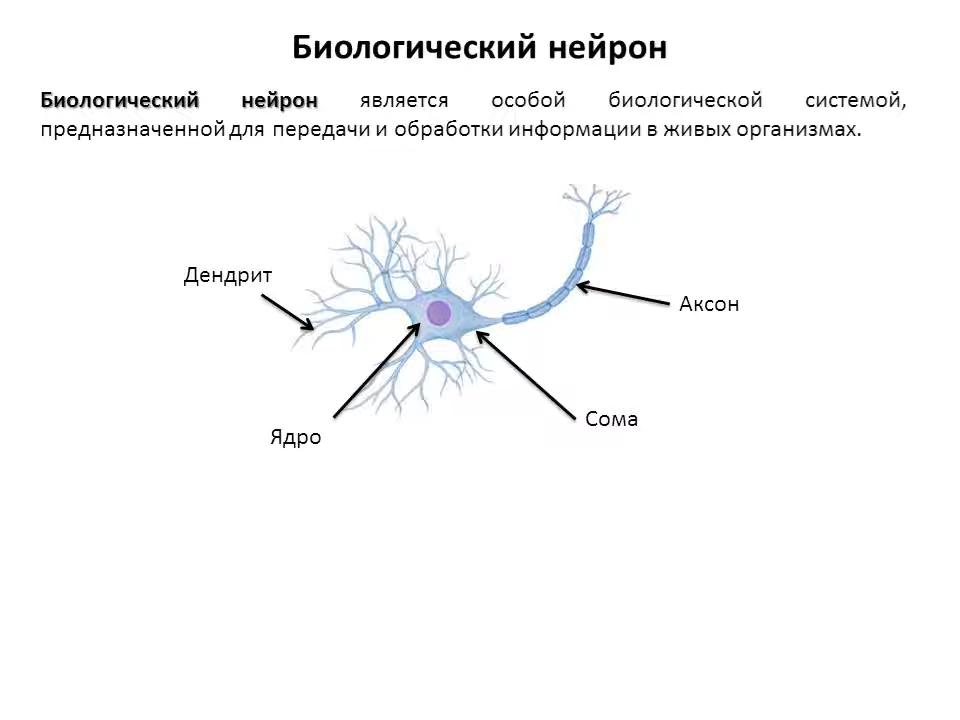 Биологический нейрон
Биологический нейрон является особой биологической системой,
предназначенной для передачи и обработки информации в живых организмах.
Дендрит
Аксон
Сома
Ядро